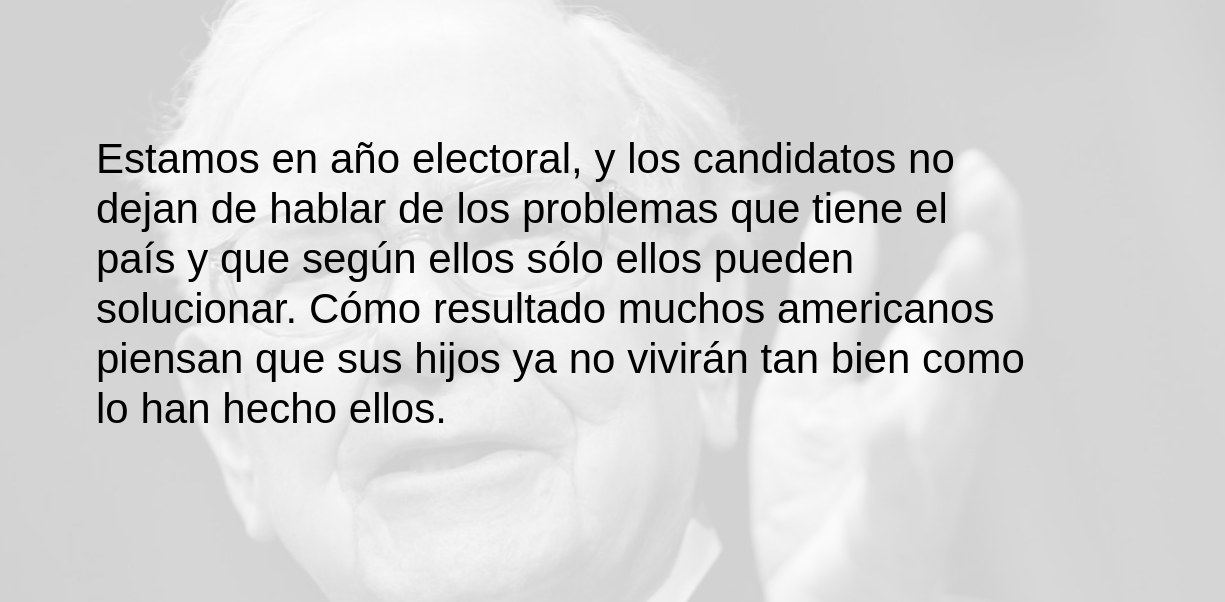 Estamos en año electoral, y los candidatos no
dejan de hablar de los problemas que tiene el
país y que según ellos sólo ellos pueden
solucionar. Cómo resultado muchos americanos
piensan que sus hijos ya no vivirán tan bien como
lo han hecho ellos.